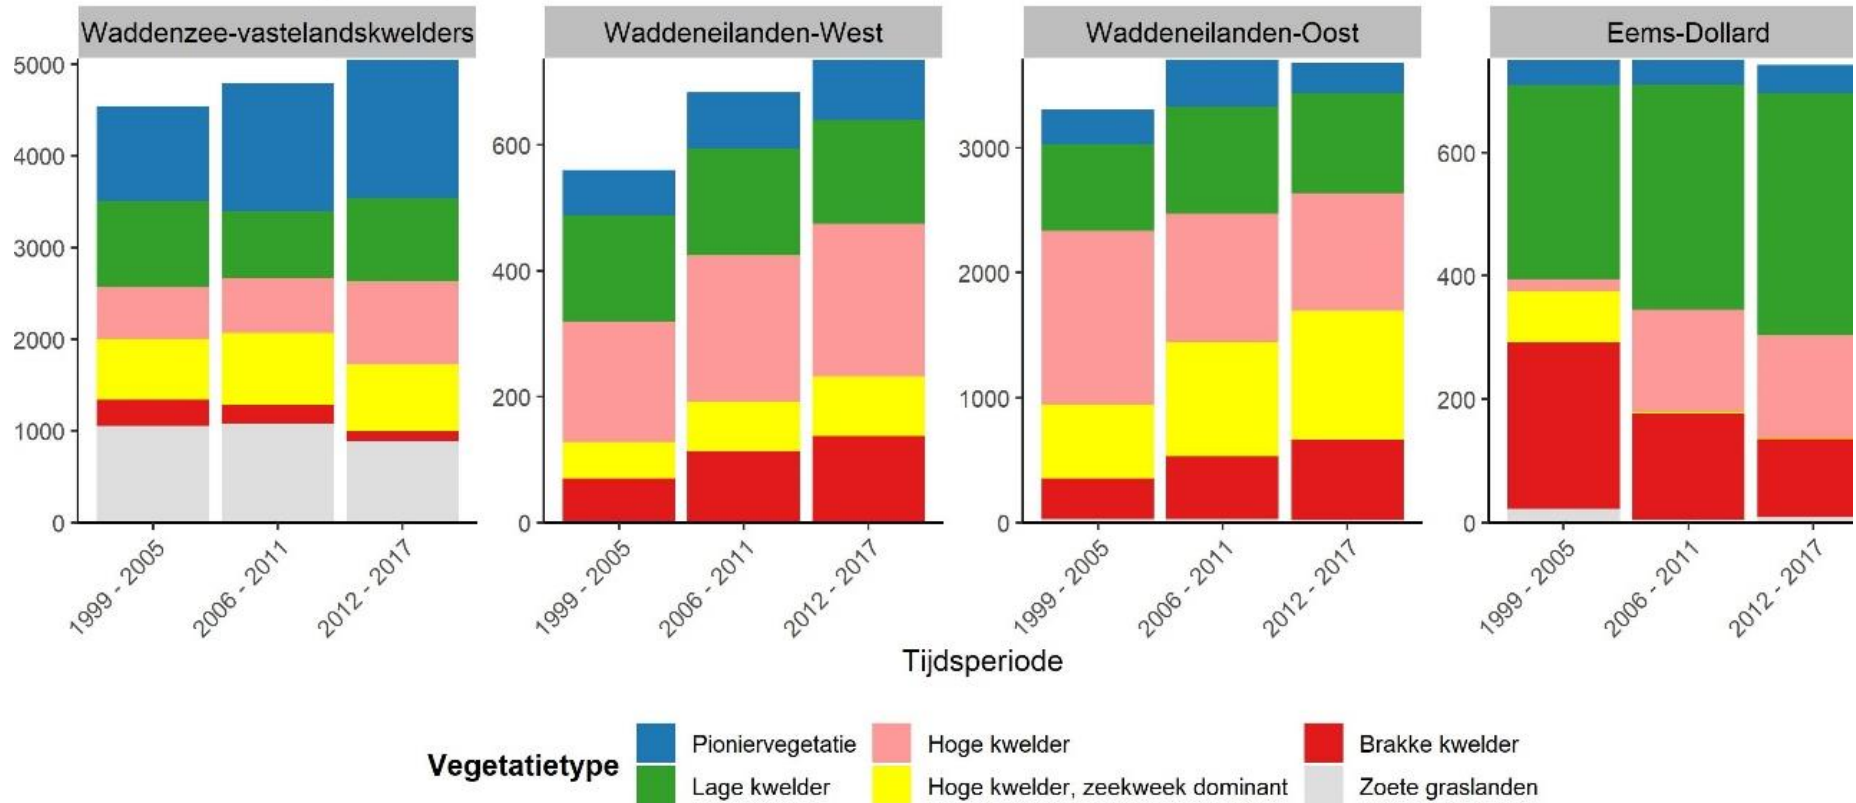 Waddenzee-vastelandskwelders
Waddeneilanden-West
Waddeneilanden-Oost
Eems-Dollard
5000
4000
3000
2000
1000
0
600
400
200
0
3000
2000
1000
0
600
400
200
0
1999 - 2005
2006 - 2011
2012 - 2017
1999 - 2005
2006 - 2011
2012 - 2017
1999 - 2005
2006 - 2011
2012 - 2017
1999 - 2005
2006 - 2011
2012 - 2017
Tijdsperiode
Vegetatietype
Pioniervegetatie
Lage kwelder
Hoge kwelder
Hoge kwelder, zeekweek dominant
Brakke kwelder
Zoete graslanden